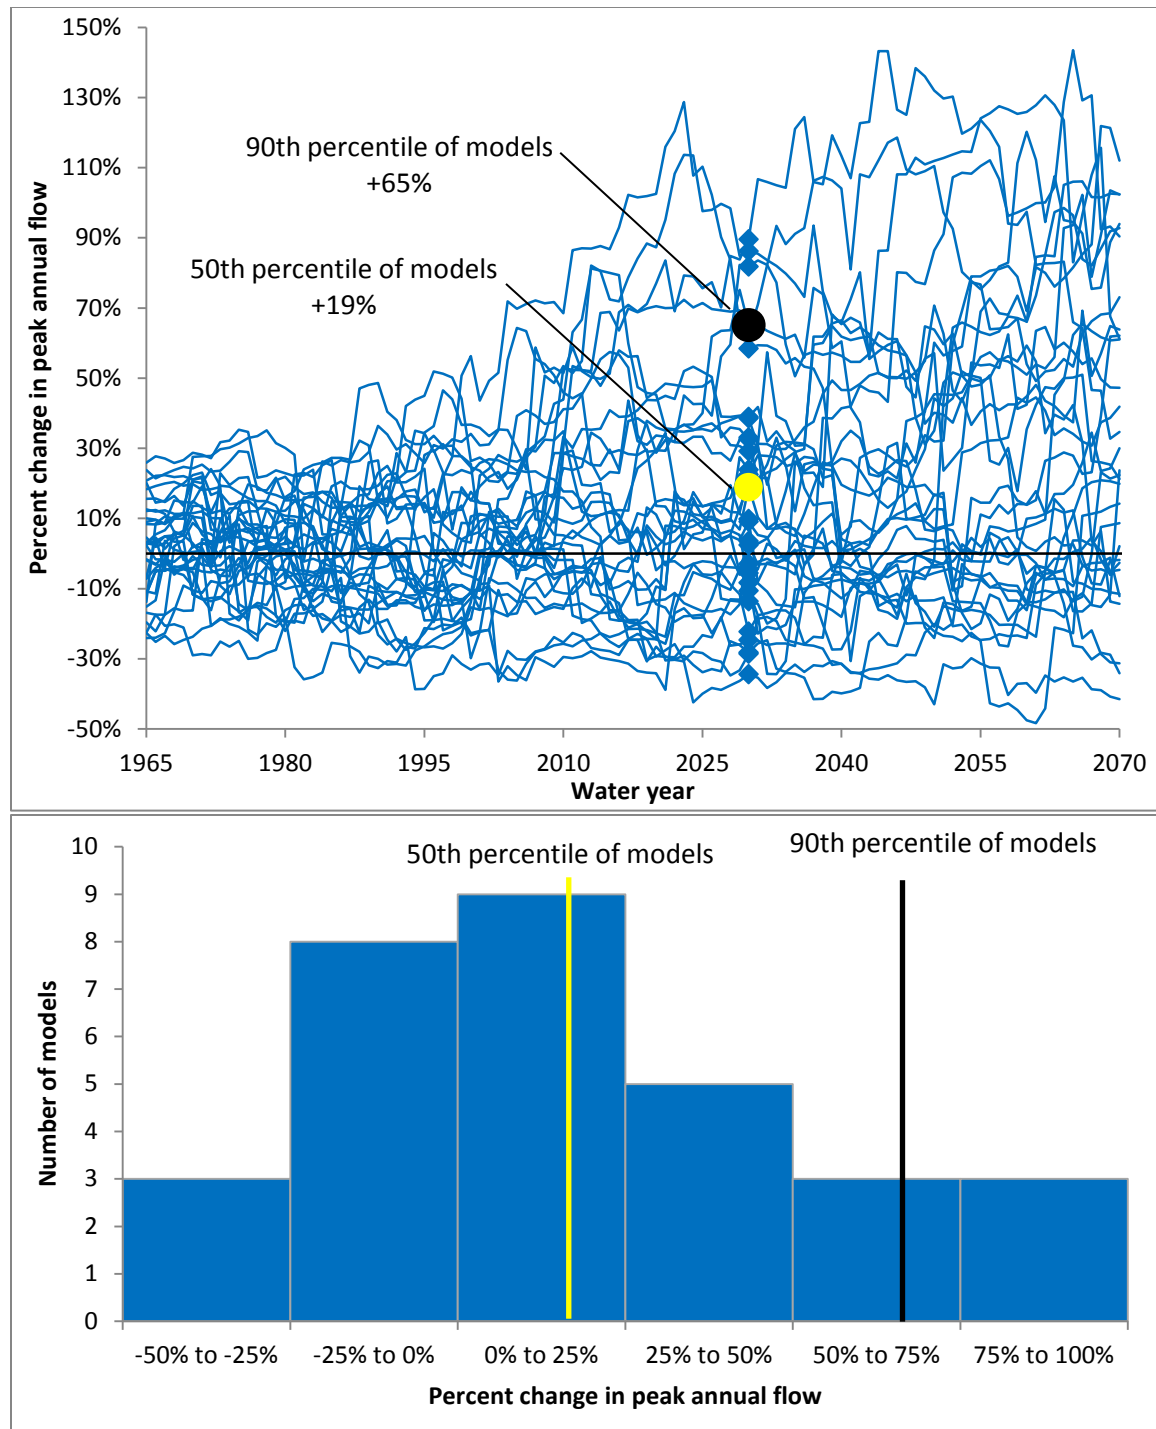 150%
130%
110%
90%
70%
50%
30%
10%
-10%
-30%
-50%
Percent change in peak annual flow
90th percentile of models
+65%
50th percentile of models
+19%
1965 1980 1995 2010 2025 2040 2055 2070
Water year
10
9
8
7
6
5
4
3
2
1
0
Number of models
50th percentile of models
90th percentile of models
-50% to -25% -25% to 0% 0% to 25% 25% to 50% 50% to 75% 75% to 100%
Percent change in peak annual flow